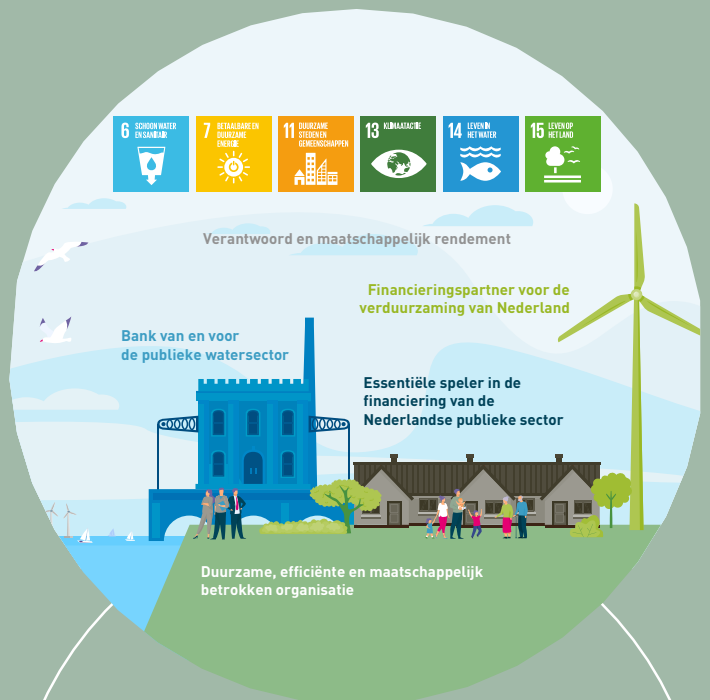 6 SCHOON WATER
EN SANITAIR
7 BETAALBARE EN
DUURZAME
ENERGIE
11 DUURZAME
STEDEN EN
GEMEENSCHAPPEN
13 KLIMAATACTIE
14 LEVEN IN
HET WATER
15 LEVEN OP
HET LAND
Verantwoord en maatschappelijk rendement
Financieringspartner voor de
verduurzaming van Nederland
Bank van en voor
de publieke watersector
Essentiële speler in de
financiering van de
Nederlandse publieke sector
Duurzame, efficiënte en maatschappelijk
betrokken organisatie